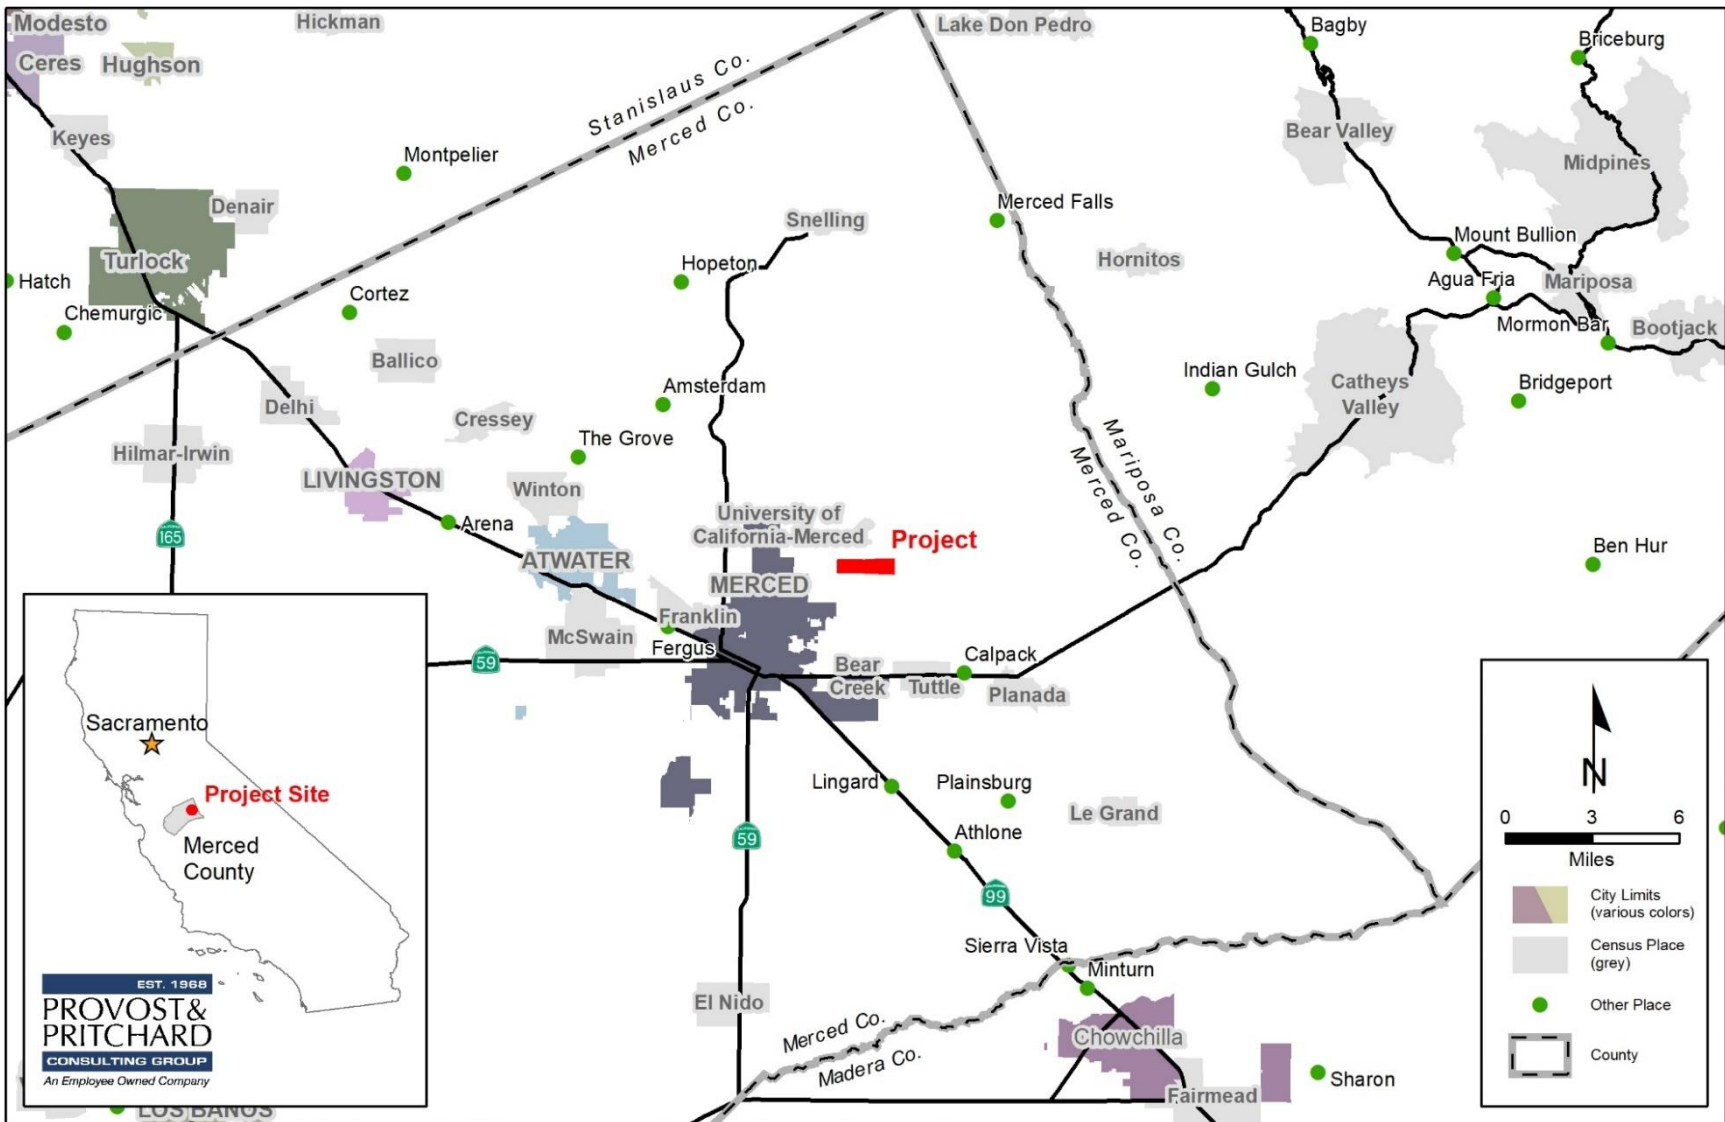 Modesto
Hickman
Lake Don Pedro
Bagby
Briceburg
Ceres
Hughson
Stanislaus Co.
Merced Co.
Keyes
Montpelier
Bear Valley
Midpines
Denair
Snelling
Merced Falls
Mount Bullion
Turlock
Hopeton
Hornitos
Hatch
Cortez
Agua Fria
Mariposa
Chemurgic
Mormon Bar
Bootjack
Ballico
Amsterdam
Indian Gulch
Catheys
Valley
Bridgeport
Delhi
Cressey
The Grove
Mariposa Co.
Merced Co.
Hilmar-Irwin
LIVINGSTON
Winton
University of
California-Merced
Project
165
Arena
ATWATER
MERCED
Ben Hur
Franklin
McSwain
Fergus
59
Bear
Creek
Tuttle
Calpack
Planada
Sacramento
Project Site
Merced
County
Lingard
Plainsburg
Le Grand
59
Athlone
99
Sierra Vista
Minturn
El Nido
Merced Co.
Madera Co.
Chowchilla
Sharon
Fairmead
LOS BANOS
EST. 1968
PROVOST&
PRITCHARD
CONSULTING GROUP
An Employee Owned Company
N
0 3 6
Miles
City Limits
(various colors)
Census Place
(grey)
Other Place
County